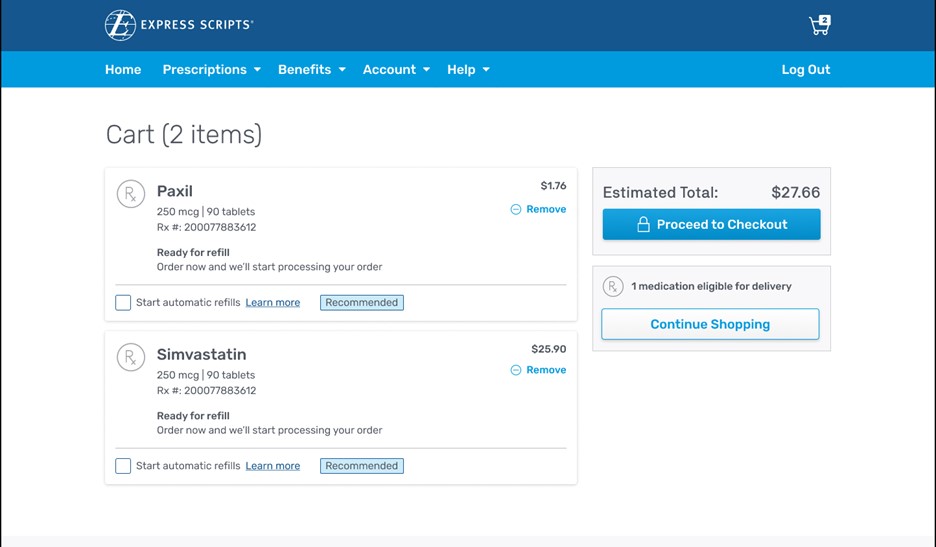 EXPRESS SCRIPTS®
2
Home Prescriptions Benefits Account Help Log Out
Cart (2 items)
Rx Paxil $1.76
250 mcg | 90 tablets Remove
Rx #: 200077883612
Ready for refill
Order now and we'll start processing your order
Start automatic refills Learn more Recommended
Rx Simvastatin $25.90
250 mcg | 90 tablets Remove
Rx #: 200077883612
Ready for refill
Order now and we'll start processing your order
Start automatic refills Learn more Recommended
Estimated Total: $27.66
Proceed to Checkout
Rx 1 medication eligible for delivery
Continue Shopping